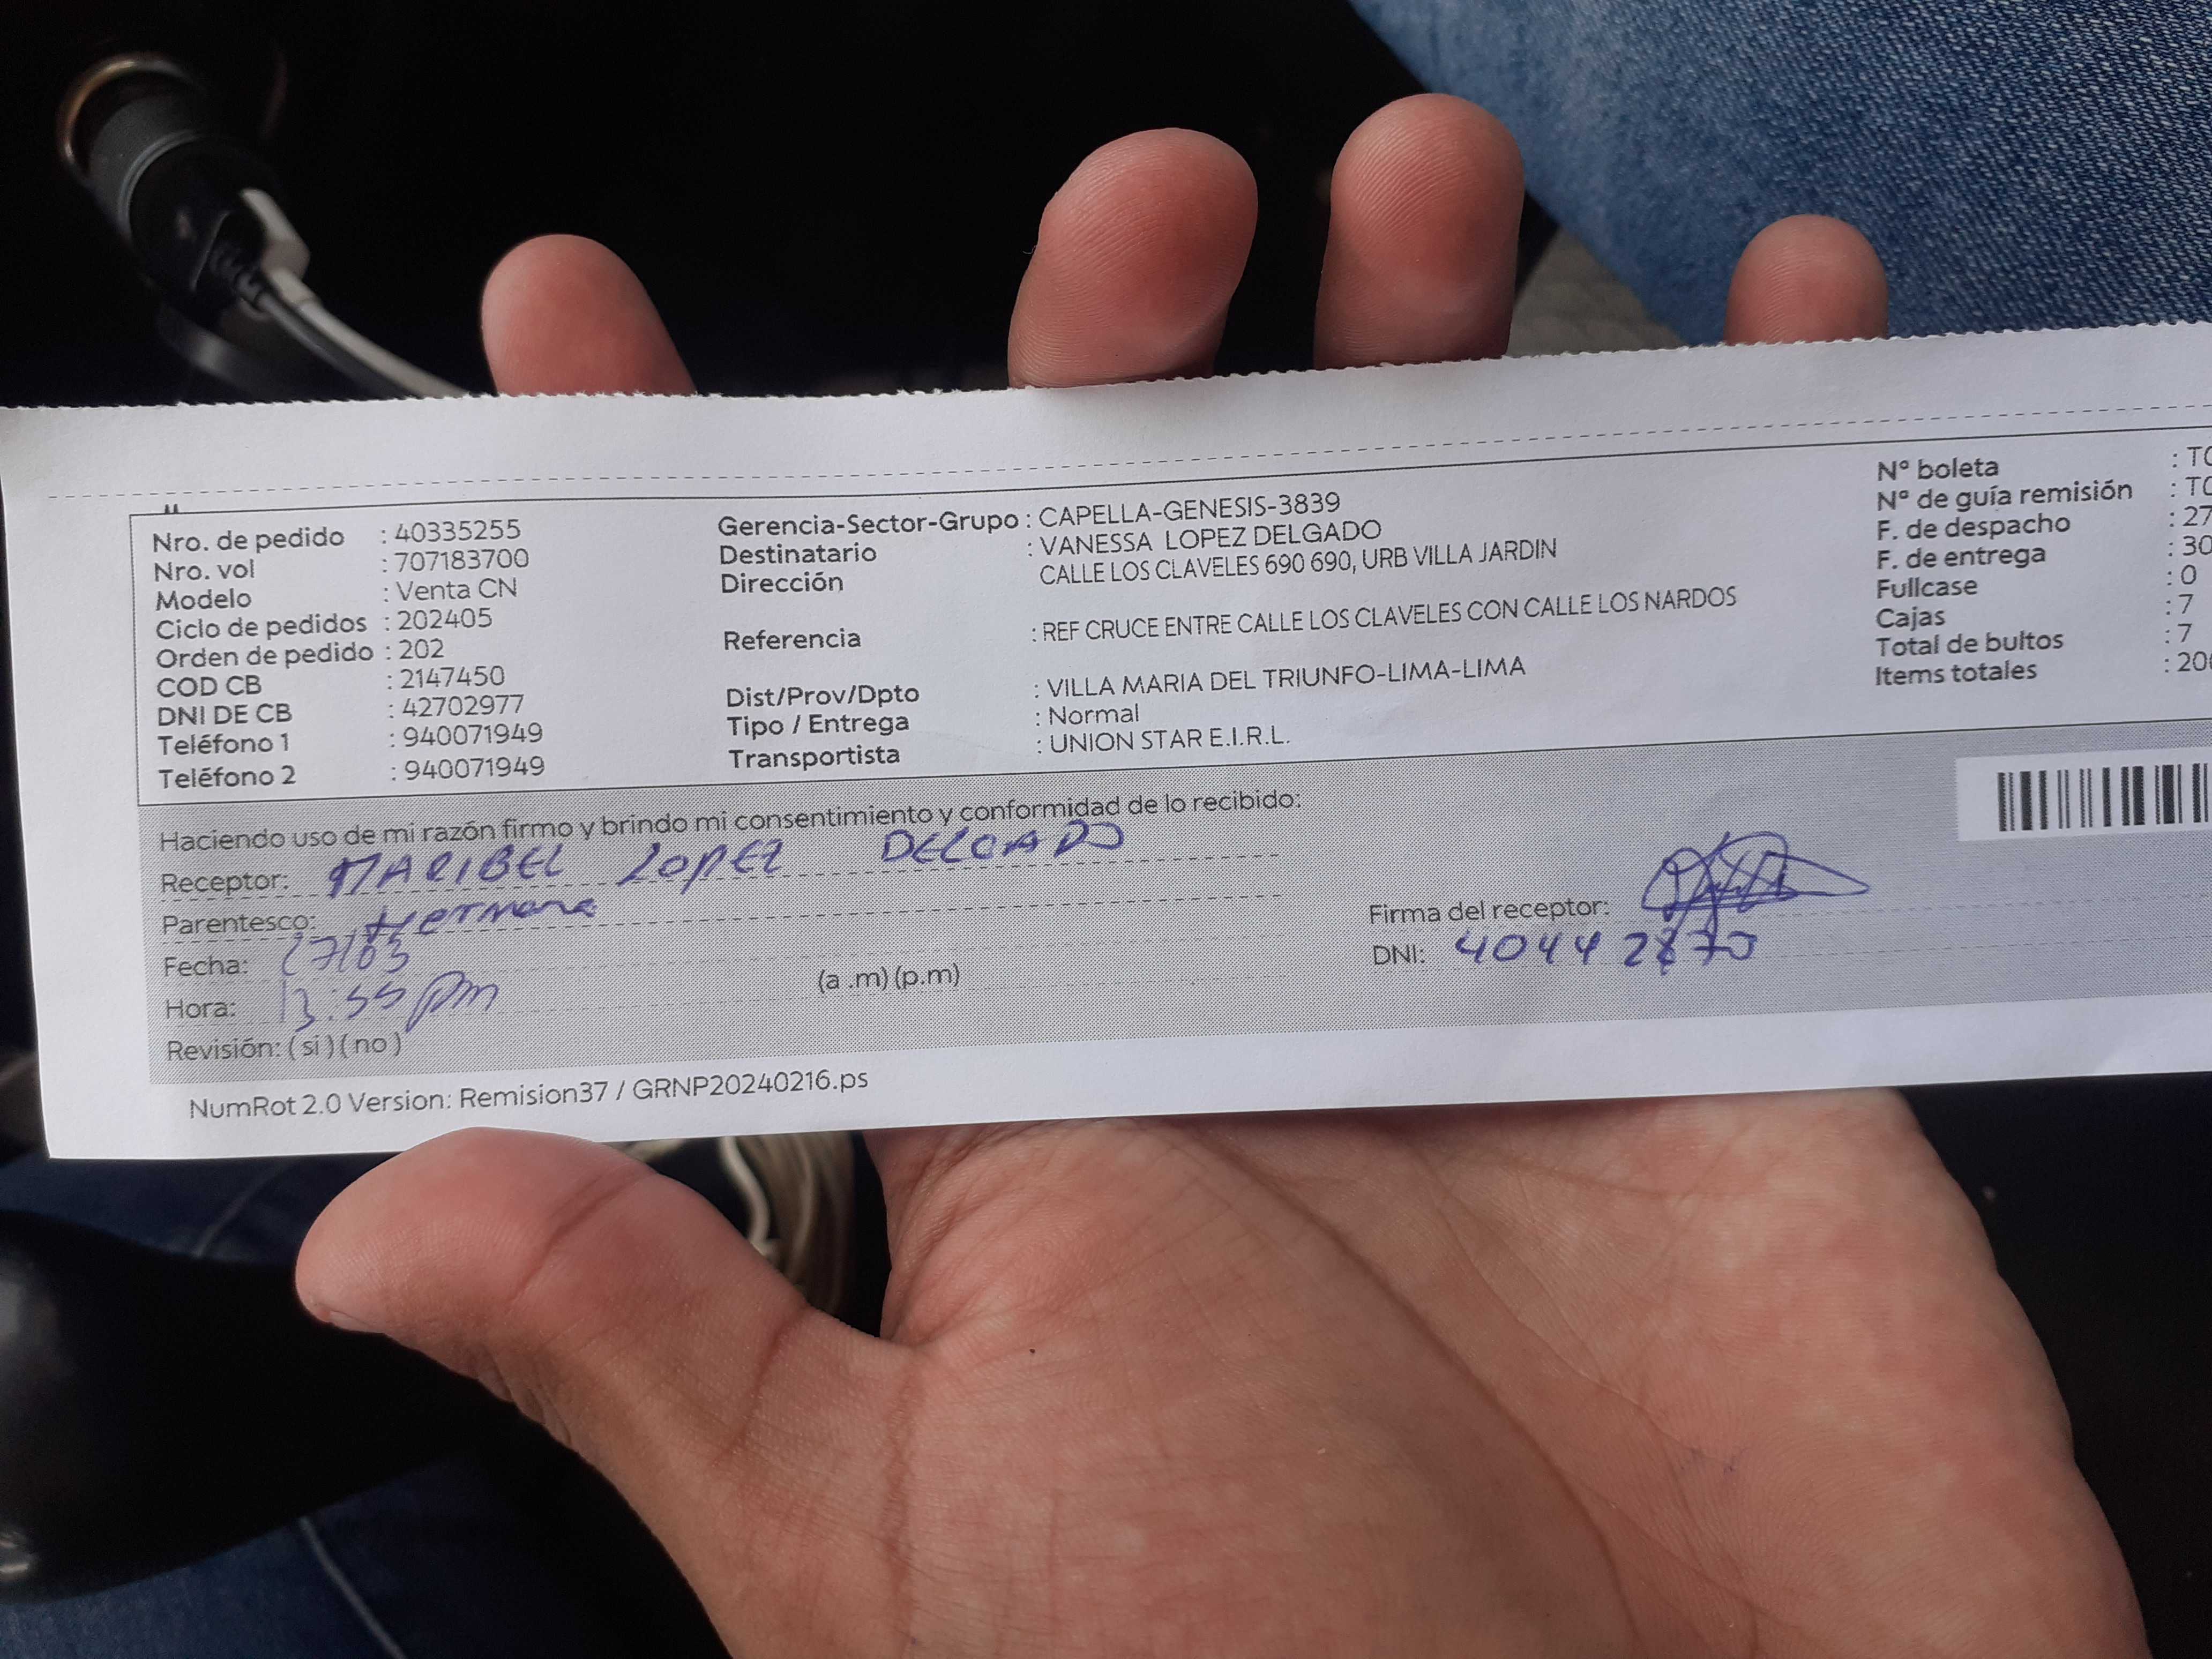 Nro. de pedido : 40335255
Nro. vol : 707183700
Modelo : Venta CN
Ciclo de pedidos : 202405
Orden de pedido : 202
COD CB : 2147450
DNI DE CB : 42702977
Teléfono 1 : 940071949
Teléfono 2 : 940071949
Gerencia-Sector-Grupo : CAPELLA-GENESIS-3839
Destinatario : VANESSA LOPEZ DELGADO
Dirección CALLE LOS CLAVELES 690 690, URB VILLA JARDIN
Referencia : REF CRUCE ENTRE CALLE LOS CLAVELES CON CALLE LOS NARDOS
Dist/Prov/Dpto : VILLA MARIA DEL TRIUNFO-LIMA-LIMA
Tipo / Entrega : Normal
Transportista : UNION STAR E.I.R.L.
N° boleta :
N° de guía remisión :
F. de despacho : 27
F. de entrega : 30
Fullcase : 0
Cajas : 7
Total de bultos : 7
Items totales :
Haciendo uso de mi razón firmo y brindo mi consentimiento y conformidad de lo recibido:
Receptor: MARIBEL LOPEZ DELGADO
Parentesco: Hermana
Fecha: 27/03
Hora: 13:55 pm (a .m) (p.m)
Revisión: ( si ) ( no )
Firma del receptor:
DNI:
NumRot 2.0 Version: Remision37 / GRNP20240216.ps